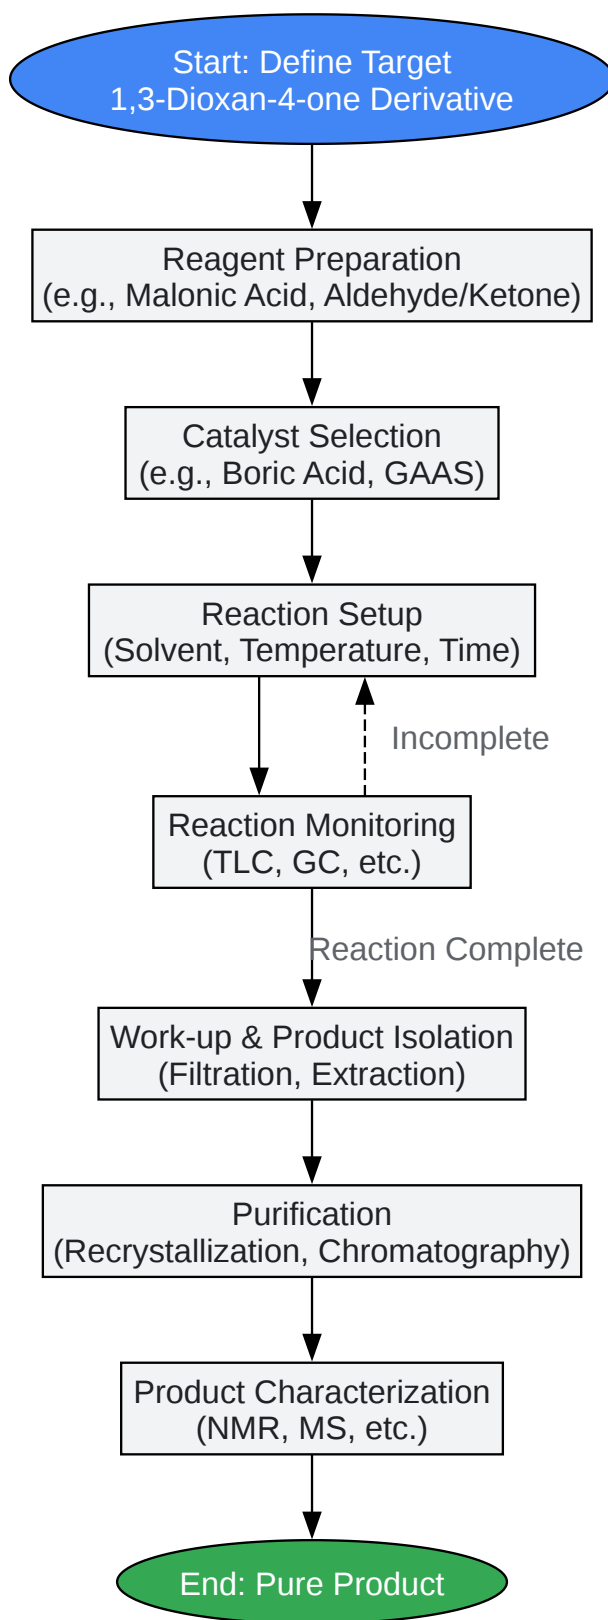 Start: Define Target
1,3-Dioxan-4-one Derivative
Reagent Preparation
(e.g., Malonic Acid, Aldehyde/Ketone)
Catalyst Selection
(e.g., Boric Acid, GAAS)
Reaction Setup
(Solvent, Temperature, Time)
Incomplete
Reaction Monitoring
(TLC, GC, etc.)
Reaction Complete
Work-up & Product Isolation
(Filtration, Extraction)
Purification
(Recrystallization, Chromatography)
Product Characterization
(NMR, MS, etc.)
End: Pure Product